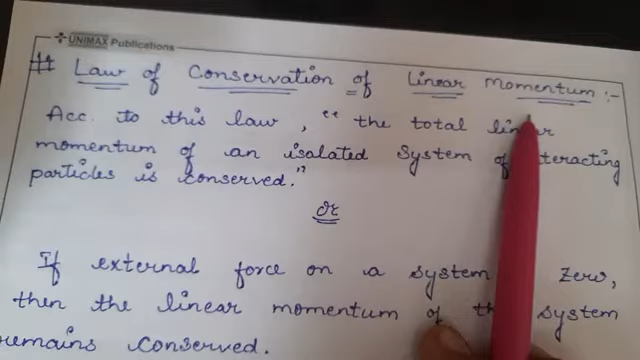 UNIMAX Publications
# Law of Conservation of Linear Momentum :-
Acc. to this law, "the total linear
momentum of an isalated system of teracting
particles is conserved."
Or
If external force on a system zero,
then the linear momentum of the system
remains conserved.